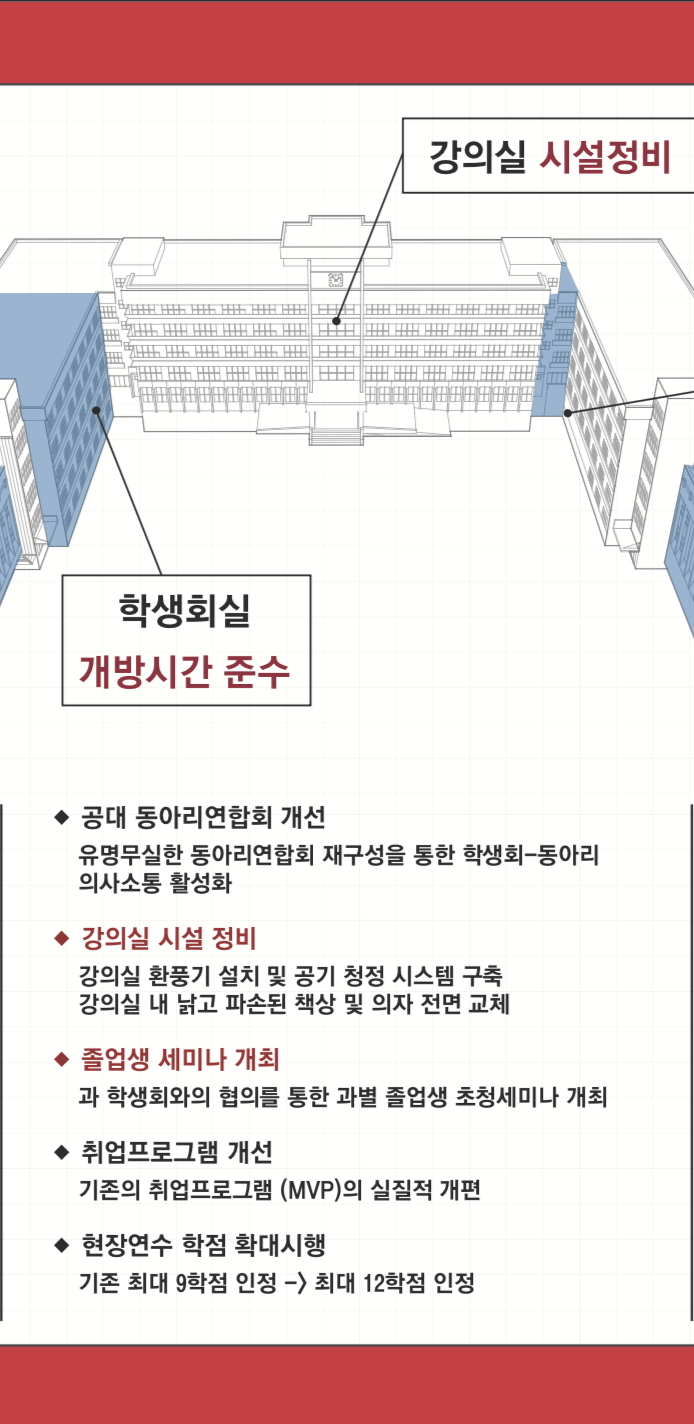 강의실 시설정비
학생회실
개방시간 준수
◆ 공대 동아리연합회 개선
유명무실한 동아리연합회 재구성을 통한 학생회-동아리
의사소통 활성화
◆ 강의실 시설 정비
강의실 환풍기 설치 및 공기 청정 시스템 구축
강의실 내 낡고 파손된 책상 및 의자 전면 교체
◆ 졸업생 세미나 개최
과 학생회와의 협의를 통한 과별 졸업생 초청세미나 개최
◆ 취업프로그램 개선
기존의 취업프로그램 (MVP)의 실질적 개편
◆ 현장연수 학점 확대시행
기존 최대 9학점 인정 -> 최대 12학점 인정